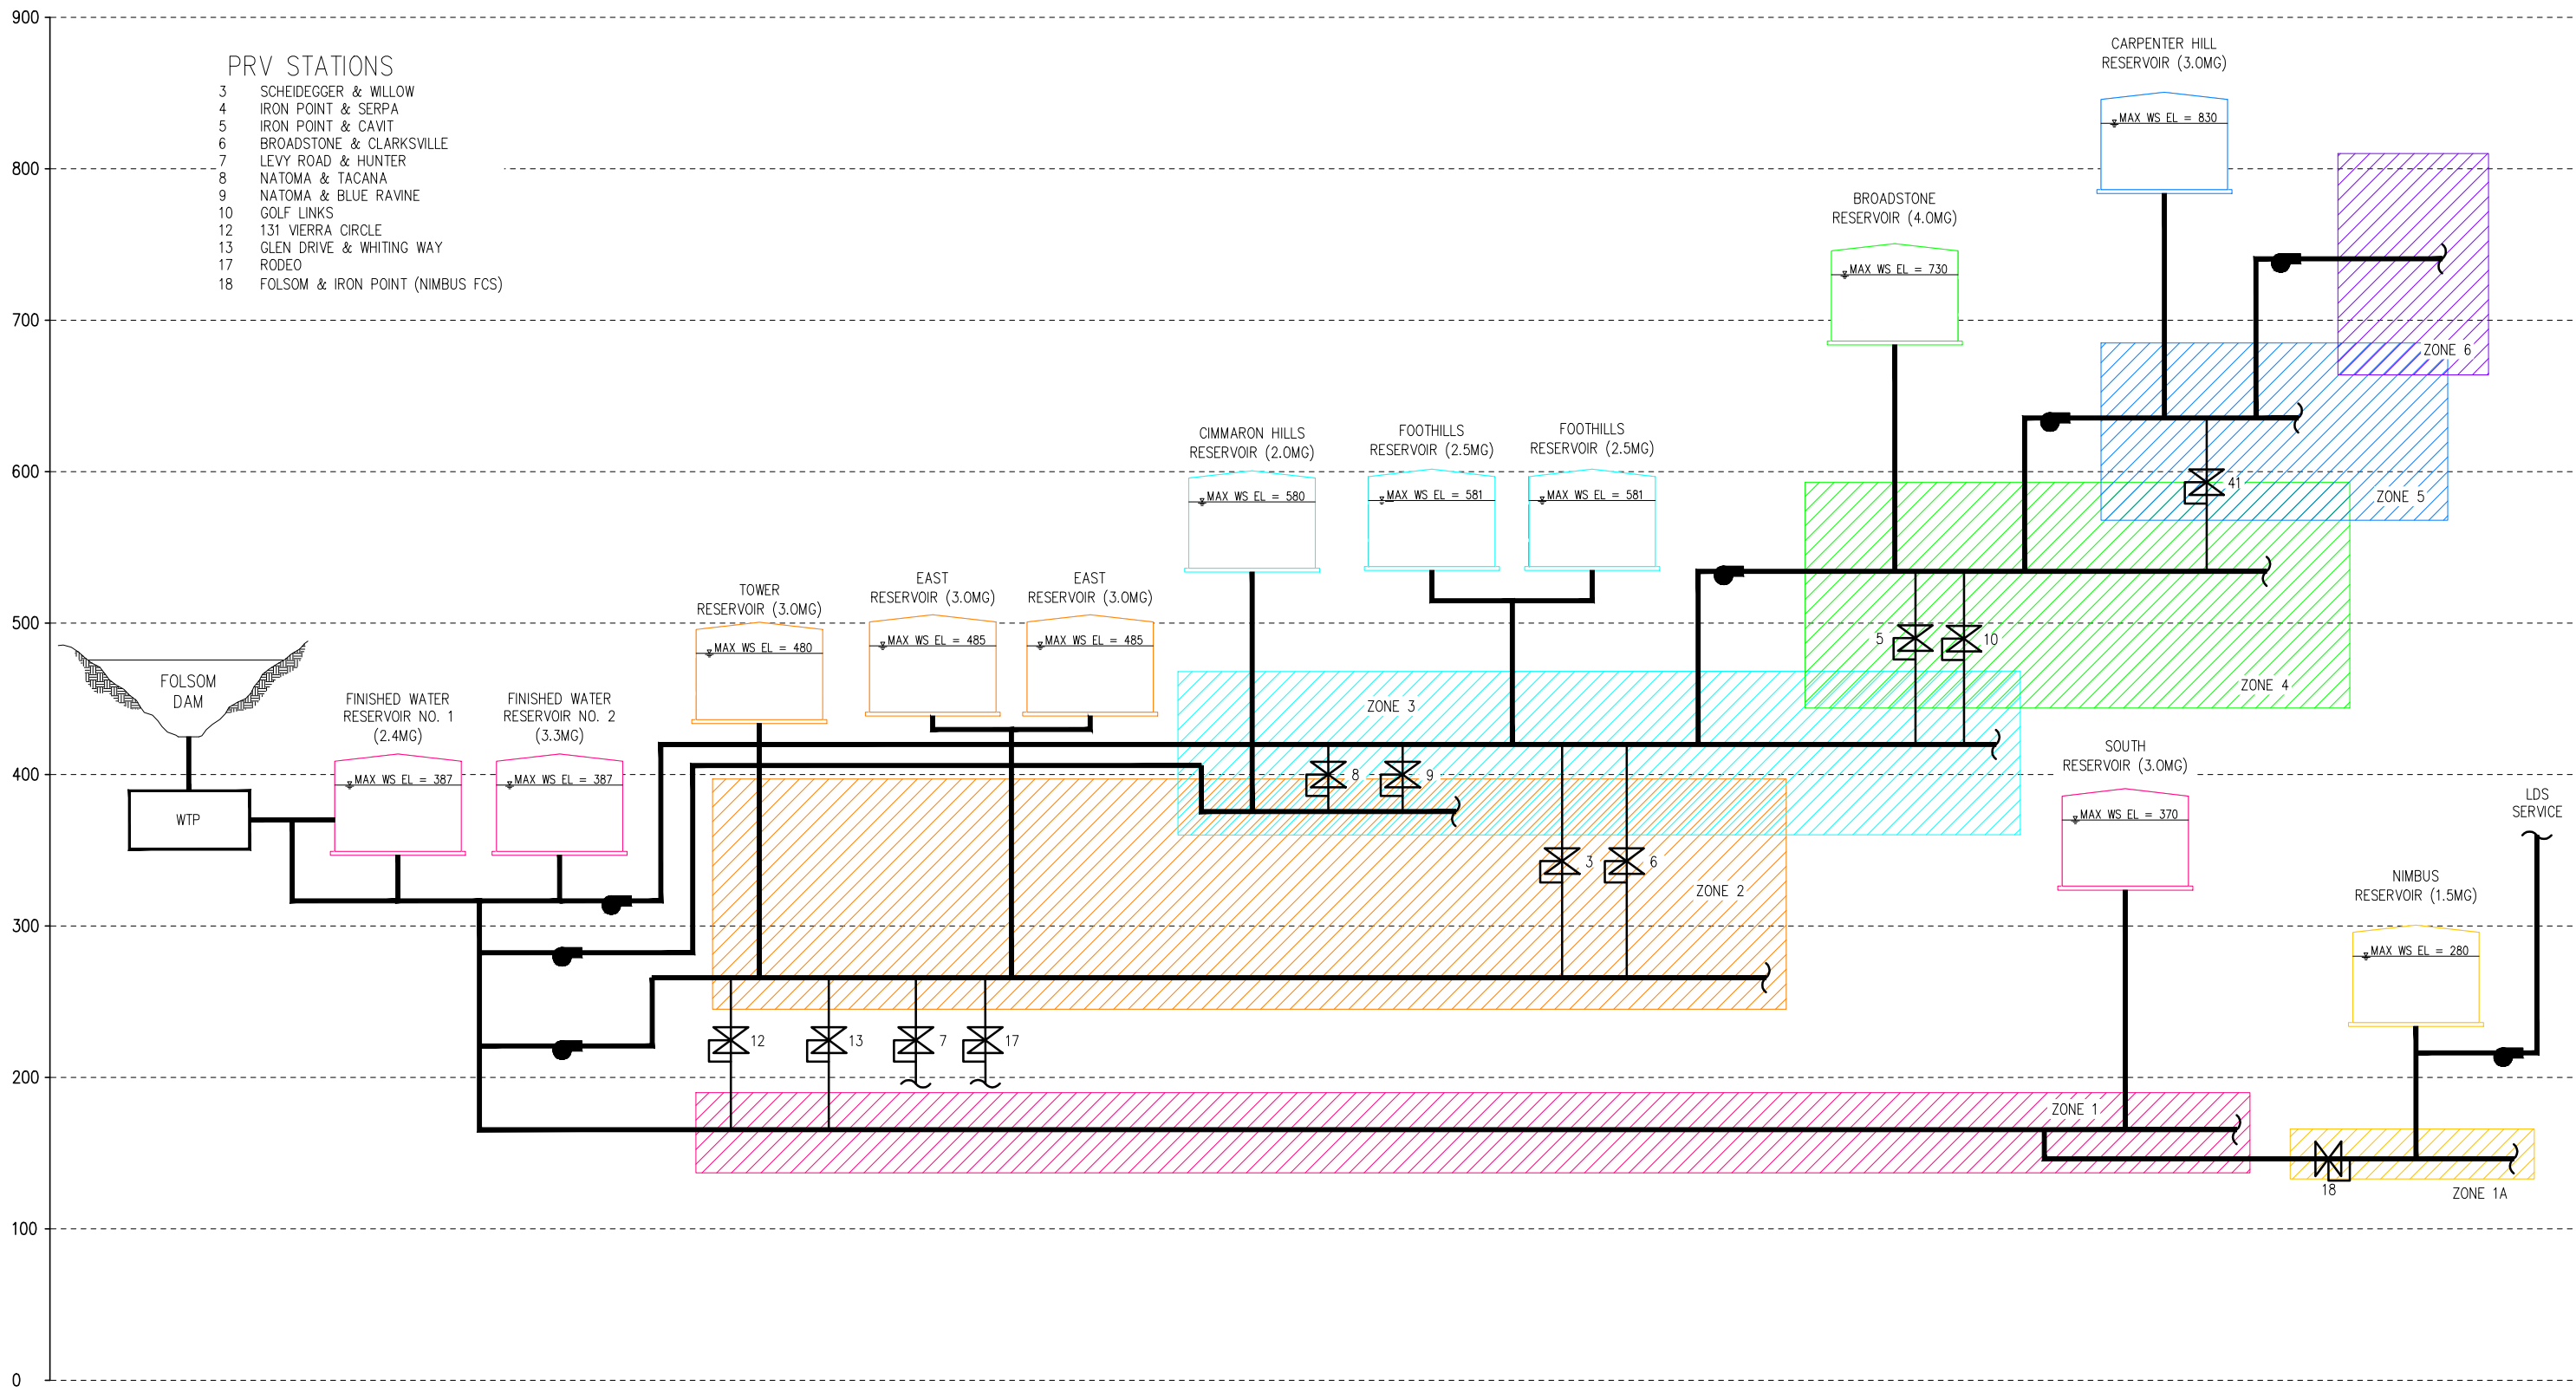 900
PRV STATIONS
3 SCHEIDEGGER & WILLOW
4 IRON POINT & SERPA
5 IRON POINT & CAVIT
6 BROADSTONE & CLARKSVILLE
7 LEVY ROAD & HUNTER
8 NATOMA & TACANA
9 NATOMA & BLUE RAVINE
10 GOLF LINKS
12 131 VIERRA CIRCLE
13 GLEN DRIVE & WHITING WAY
17 RODEO
18 FOLSOM & IRON POINT (NIMBUS FCS)
CARPENTER HILL
RESERVOIR (3.0MG)
MAX WS EL = 830
800
BROADSTONE
RESERVOIR (4.0MG)
MAX WS EL = 730
700
ZONE 6
600
CIMMARON HILLS
RESERVOIR (2.0MG)
MAX WS EL = 580
FOOTHILLS
RESERVOIR (2.5MG)
MAX WS EL = 581
FOOTHILLS
RESERVOIR (2.5MG)
MAX WS EL = 581
41
ZONE 5
500
TOWER
RESERVOIR (3.0MG)
MAX WS EL = 480
EAST
RESERVOIR (3.0MG)
MAX WS EL = 485
EAST
RESERVOIR (3.0MG)
MAX WS EL = 485
5
10
ZONE 4
FOLSOM
DAM
FINISHED WATER
RESERVOIR NO. 1
(2.4MG)
MAX WS EL = 387
FINISHED WATER
RESERVOIR NO. 2
(3.3MG)
MAX WS EL = 387
ZONE 3
400
8
9
SOUTH
RESERVOIR (3.0MG)
MAX WS EL = 370
LDS
SERVICE
WTP
3
6
ZONE 2
NIMBUS
RESERVOIR (1.5MG)
MAX WS EL = 280
300
12
13
7
17
200
ZONE 1
18
ZONE 1A
100
0